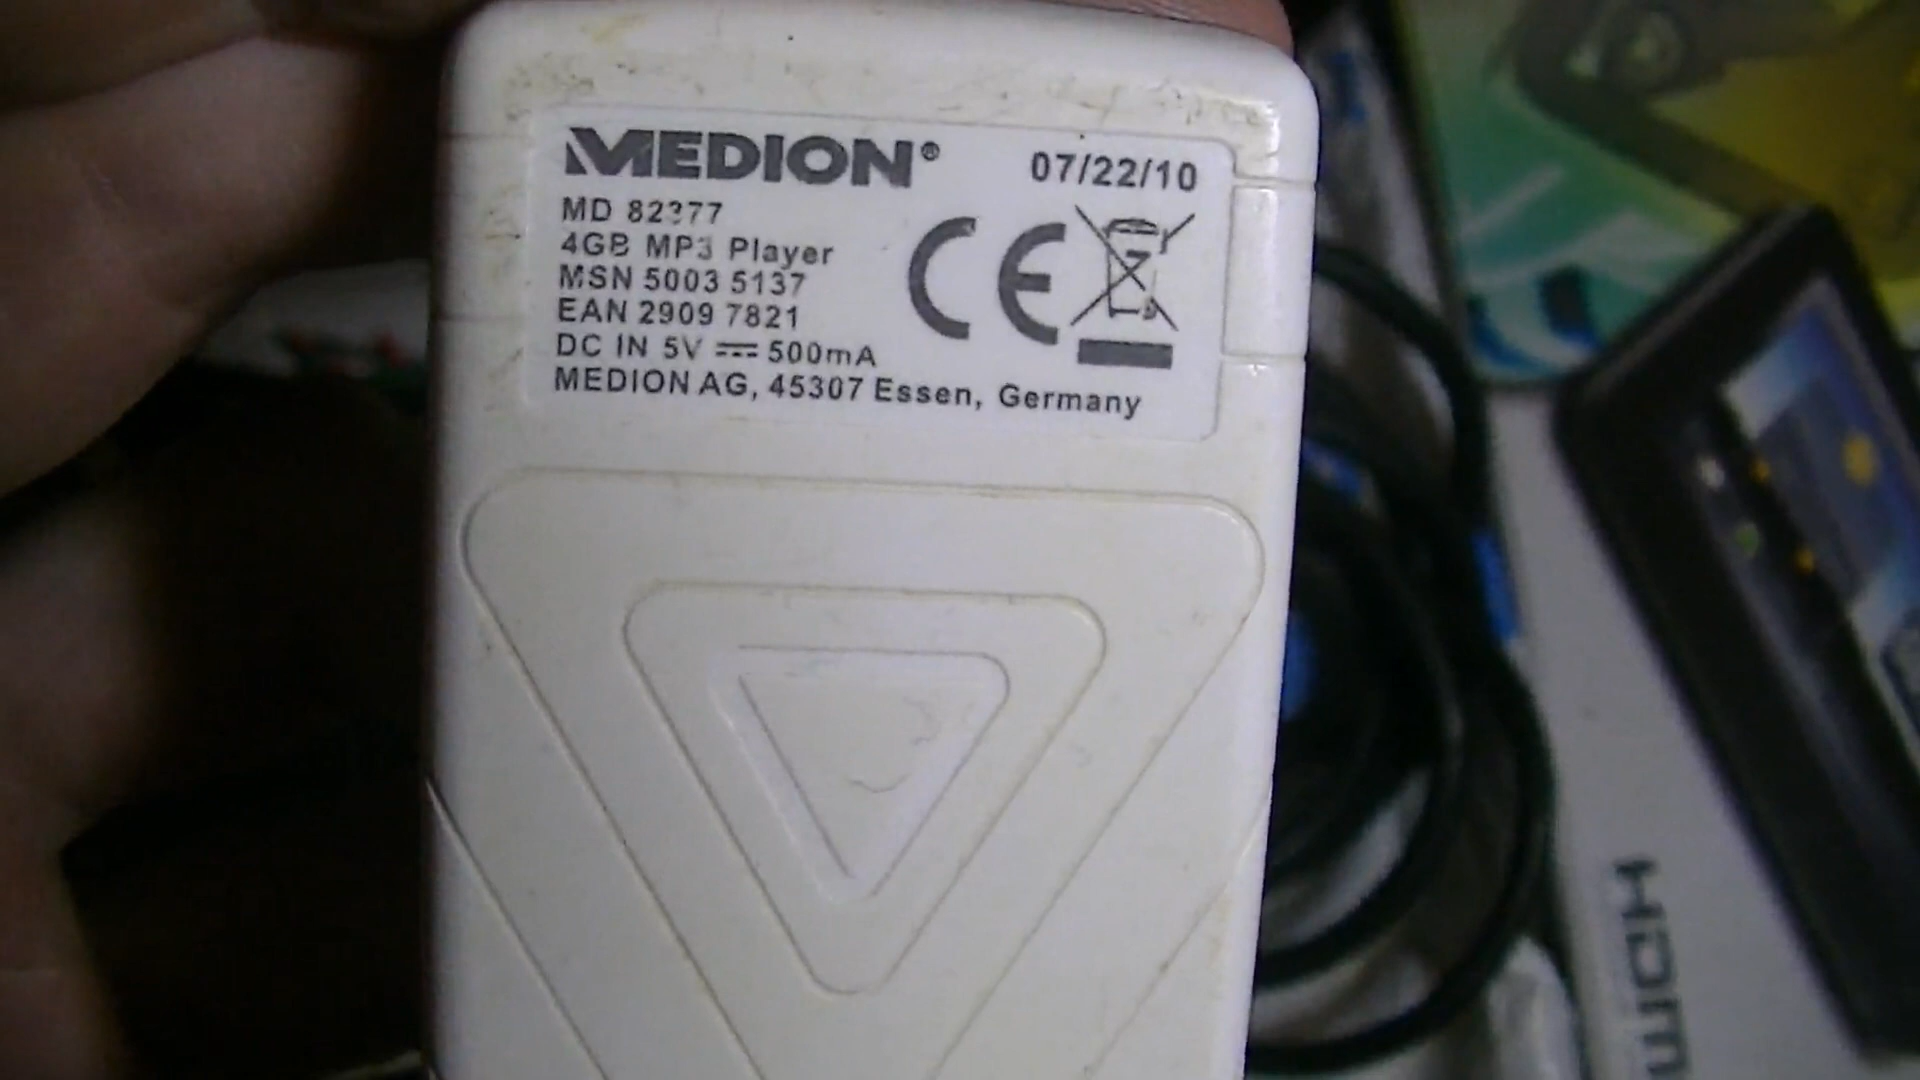 MEDION® 07/22/10
MD 82377
4GB MP3 Player
MSN 5003 5137
EAN 2909 7821
DC IN 5V ⎓ 500mA
MEDION AG, 45307 Essen, Germany
CE